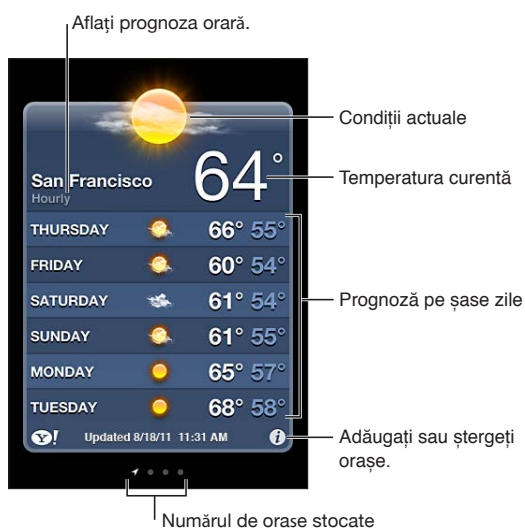 Aflați prognoza orară.
Condiții actuale
San Francisco
Hourly
64°
Temperatura curentă
THURSDAY 66° 55°
FRIDAY 60° 54°
SATURDAY 61° 54°
Prognoză pe șase zile
SUNDAY 61° 55°
MONDAY 65° 57°
TUESDAY 68° 58°
Y! Updated 8/18/11 11:31 AM i
Adăugați sau ștergeți
orașe.
Numărul de orașe stocate